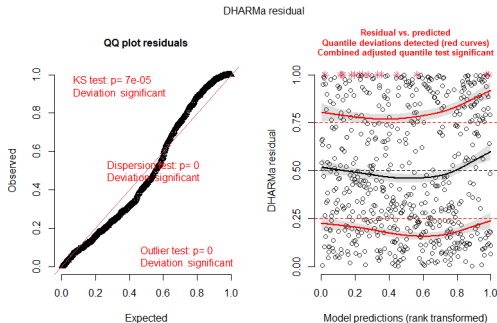 DHARMa residual
QQ plot residuals
KS test: p= 7e-05
Deviation significant
Dispersion test: p= 0
Deviation significant
Outlier test: p= 0
Deviation significant
Observed
0.0 0.2 0.4 0.6 0.8 1.0
0.0 0.2 0.4 0.6 0.8 1.0
Expected
Residual vs. predicted
Quantile deviations detected (red curves)
Combined adjusted quantile test significant
DHARMa residual
0.00 0.25 0.50 0.75 1.00
0.0 0.2 0.4 0.6 0.8 1.0
Model predictions (rank transformed)